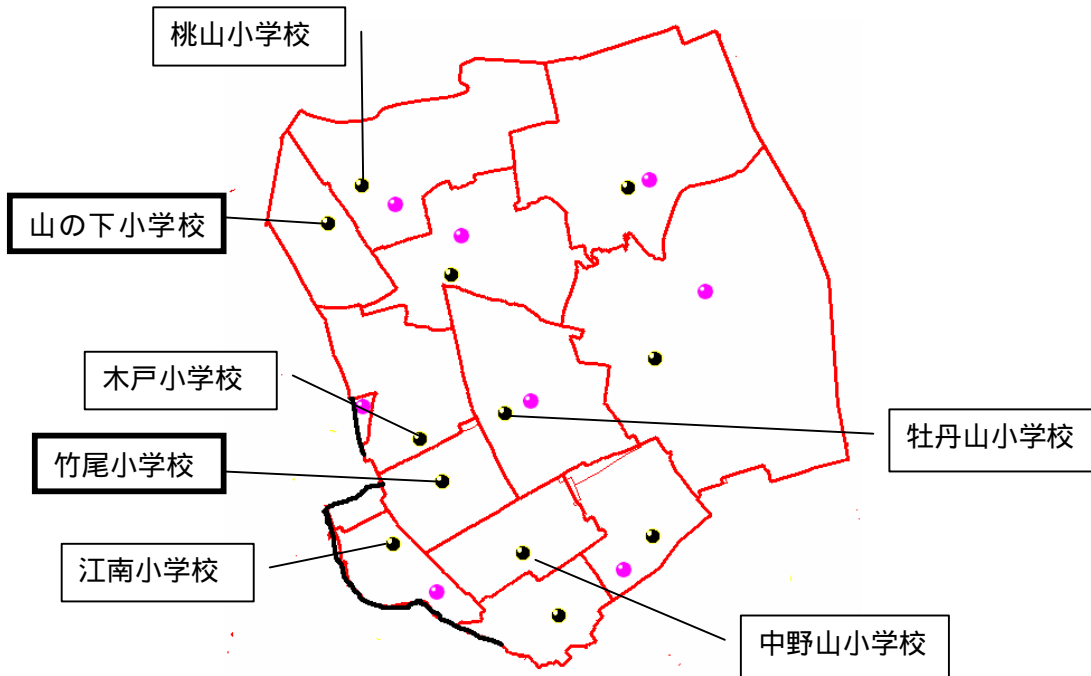 桃山小学校
山の下小学校
木戸小学校
牡丹山小学校
竹尾小学校
江南小学校
中野山小学校